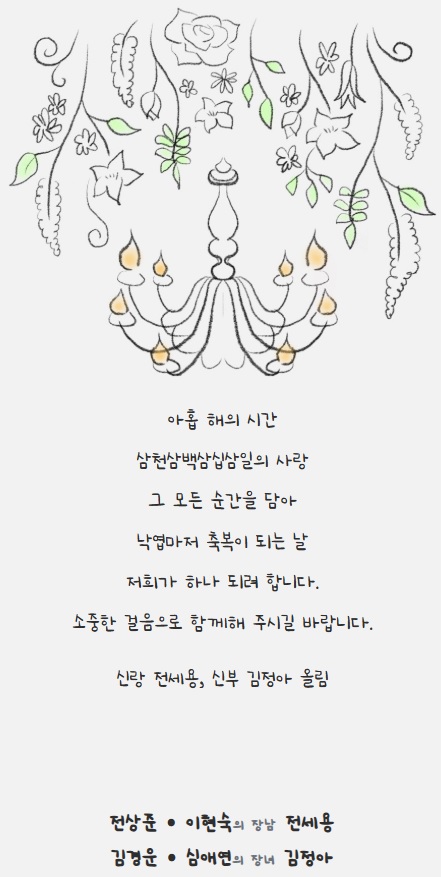 아홉 해의 시간
삼천삼백삼십삼일의 사랑
그 모든 순간을 담아
낙엽마저 축복이 되는 날
저희가 하나 되려 합니다.
소중한 걸음으로 함께해 주시길 바랍니다.
신랑 전세용, 신부 김정아 올림
전상준 • 이현숙의 장남 전세용
김경운 • 심애연의 장녀 김정아